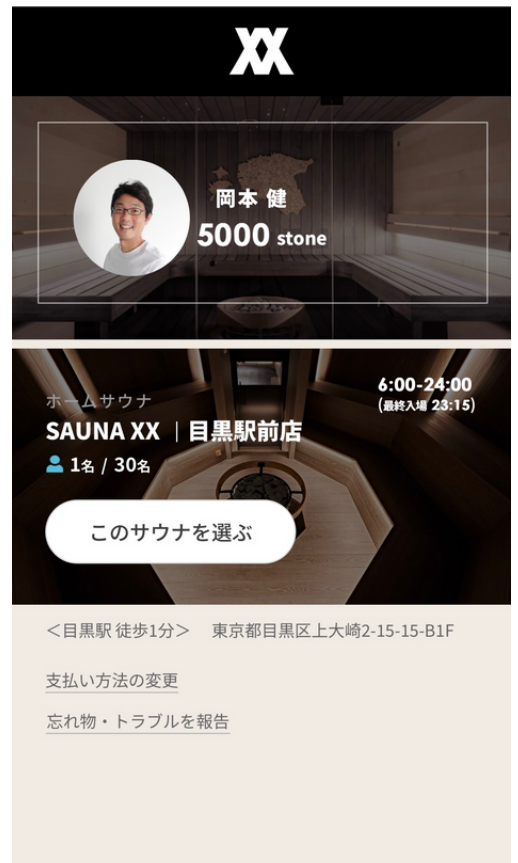 XX
岡本 健
5000 stone
6:00-24:00
(最終入場 23:15)
ホームサウナ
SAUNA XX ｜目黒駅前店
1名 / 30名
このサウナを選ぶ
＜目黒駅 徒歩1分＞　東京都目黒区上大崎2-15-15-B1F
支払い方法の変更
忘れ物・トラブルを報告